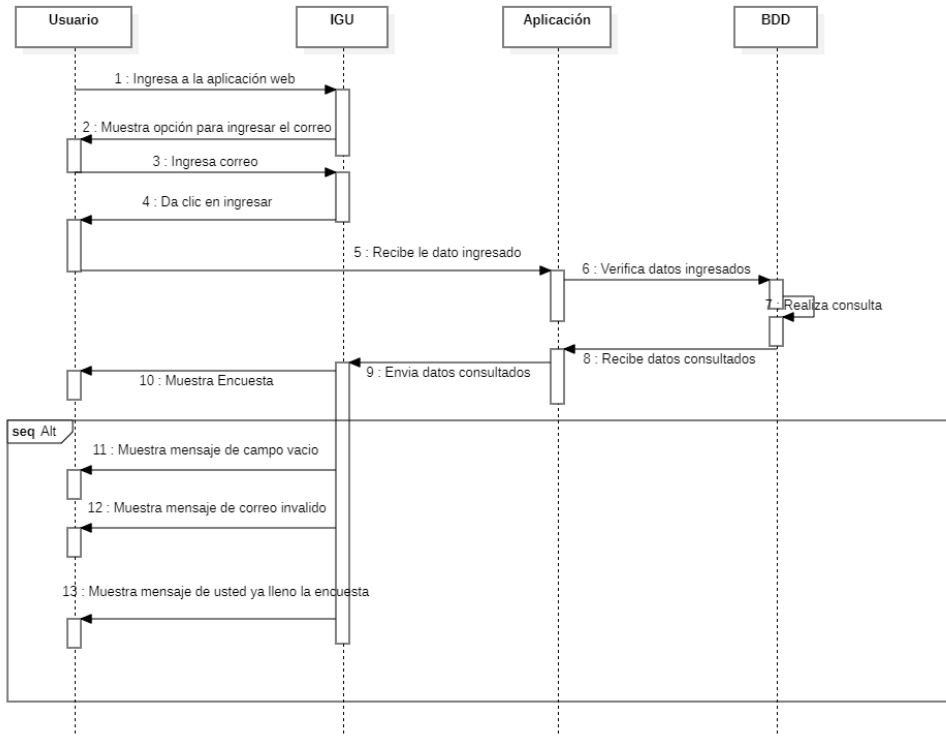 Usuario
IGU
Aplicación
BDD
1 : Ingresa a la aplicación web
2 : Muestra opción para ingresar el correo
3 : Ingresa correo
4 : Da clic en ingresar
5 : Recibe le dato ingresado
6 : Verifica datos ingresados
7 : Realiza consulta
8 : Recibe datos consultados
9 : Envia datos consultados
10 : Muestra Encuesta
seq Alt
11 : Muestra mensaje de campo vacio
12 : Muestra mensaje de correo invalido
13 : Muestra mensaje de usted ya lleno la encuesta